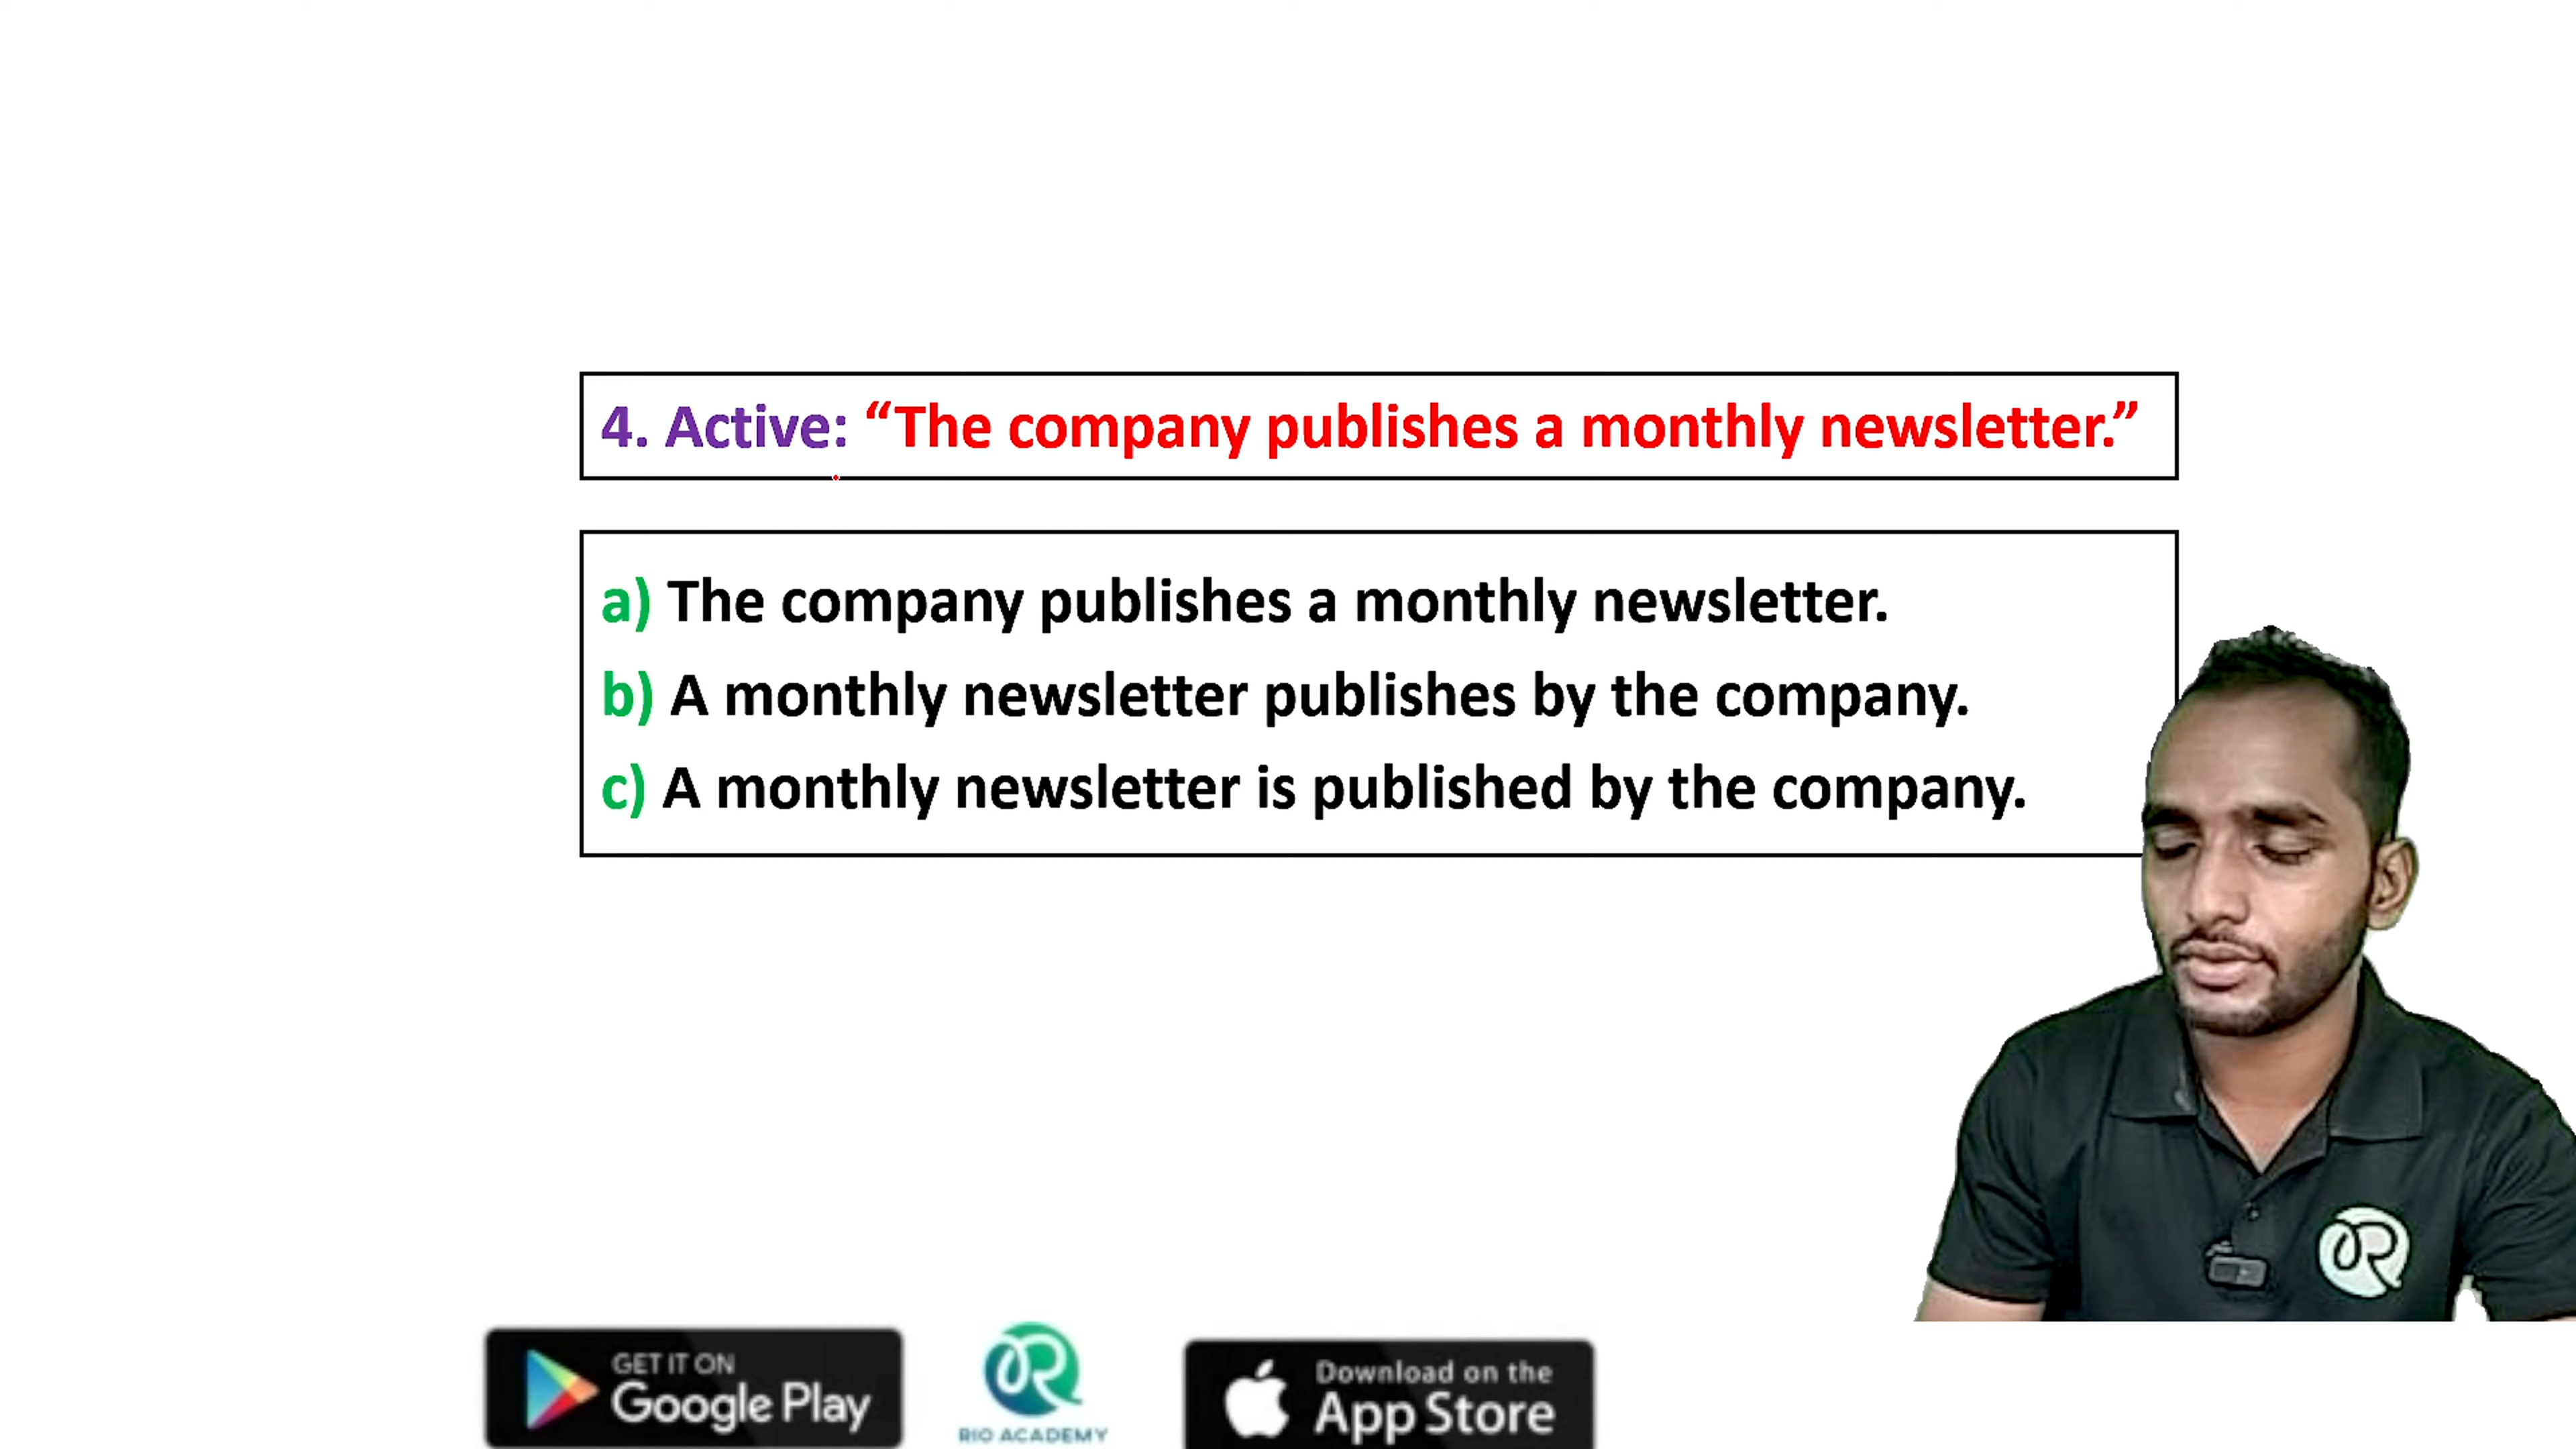 4. Active: “The company publishes a monthly newsletter.”
a) The company publishes a monthly newsletter.
b) A monthly newsletter publishes by the company.
c) A monthly newsletter is published by the company.
GET IT ON
Google Play
RIO ACADEMY
Download on the
App Store